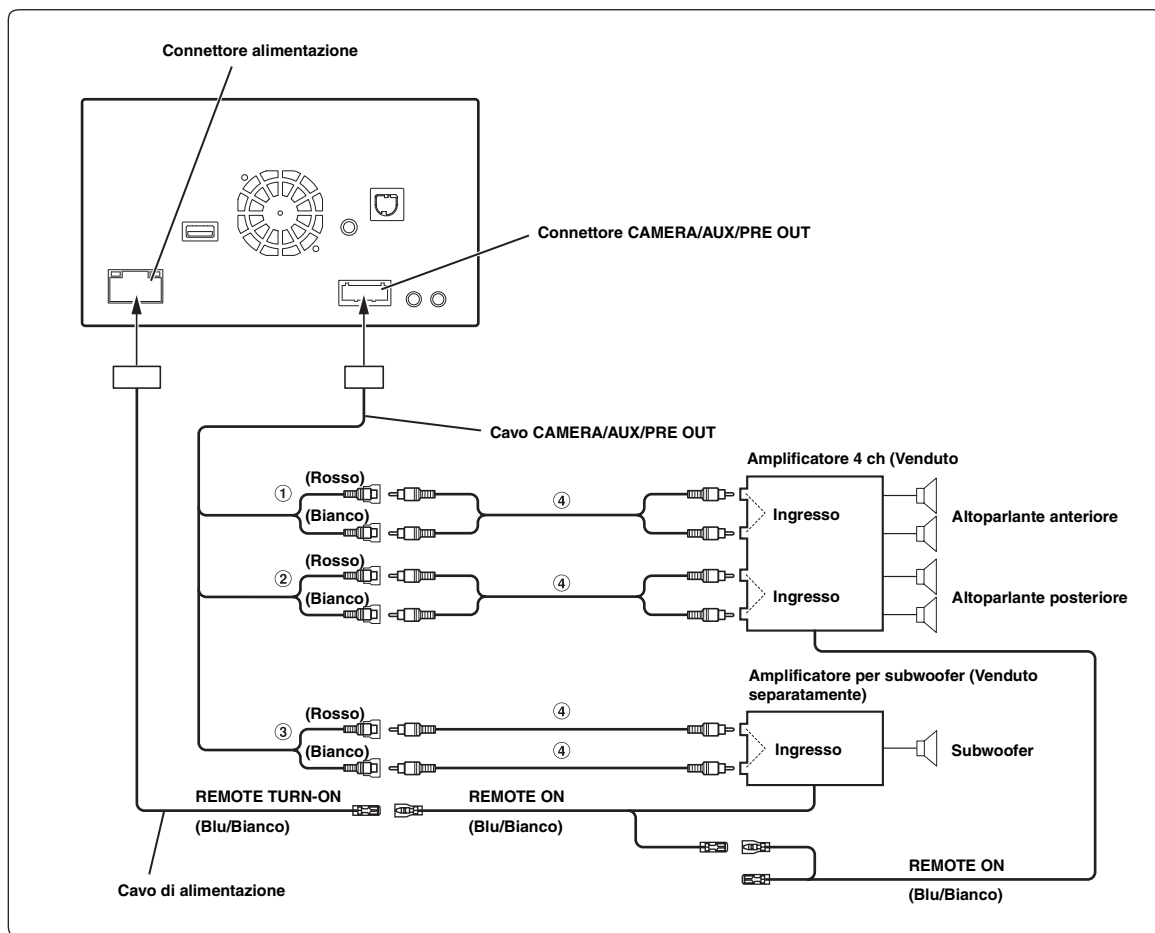 Connettore alimentazione
Connettore CAMERA/AUX/PRE OUT
Cavo CAMERA/AUX/PRE OUT
Amplificatore 4 ch (Venduto
(Rosso)
①
④
(Bianco)
Ingresso
Altoparlante anteriore
(Rosso)
②
④
(Bianco)
Ingresso
Altoparlante posteriore
Amplificatore per subwoofer (Venduto
separatamente)
(Rosso)
④
③
(Bianco)
④
Ingresso
Subwoofer
REMOTE TURN-ON
(Blu/Bianco)
REMOTE ON
(Blu/Bianco)
REMOTE ON
(Blu/Bianco)
Cavo di alimentazione